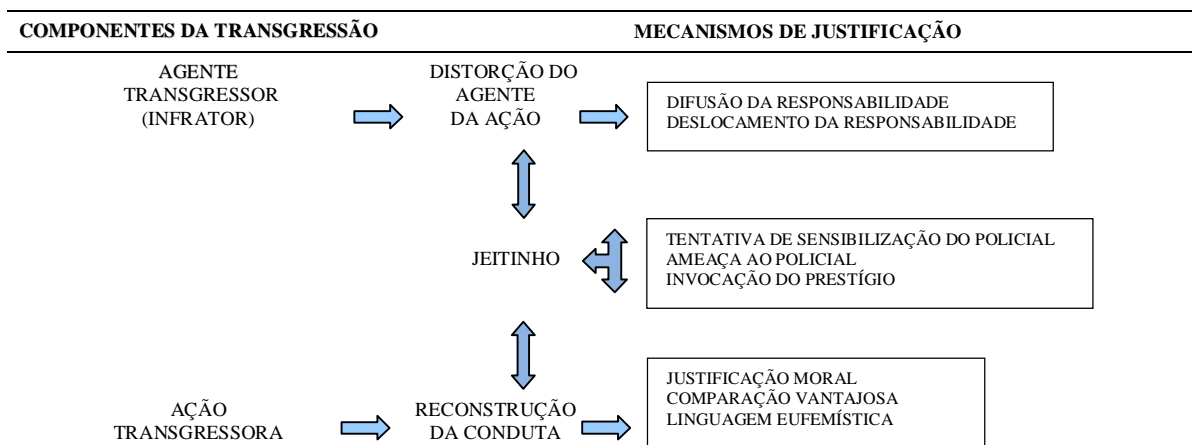 COMPONENTES DA TRANSGRESSÃO
MECANISMOS DE JUSTIFICAÇÃO
AGENTE
TRANSGRESSOR
(INFRATOR)
DISTORÇÃO DO
AGENTE
DA AÇÃO
DIFUSÃO DA RESPONSABILIDADE
DESLOCAMENTO DA RESPONSABILIDADE
JEITINHO
TENTATIVA DE SENSIBILIZAÇÃO DO POLICIAL
AMEAÇA AO POLICIAL
INVOCAÇÃO DO PRESTÍGIO
AÇÃO
TRANSGRESSORA
RECONSTRUÇÃO
DA CONDUTA
JUSTIFICAÇÃO MORAL
COMPARAÇÃO VANTAJOSA
LINGUAGEM EUFEMÍSTICA